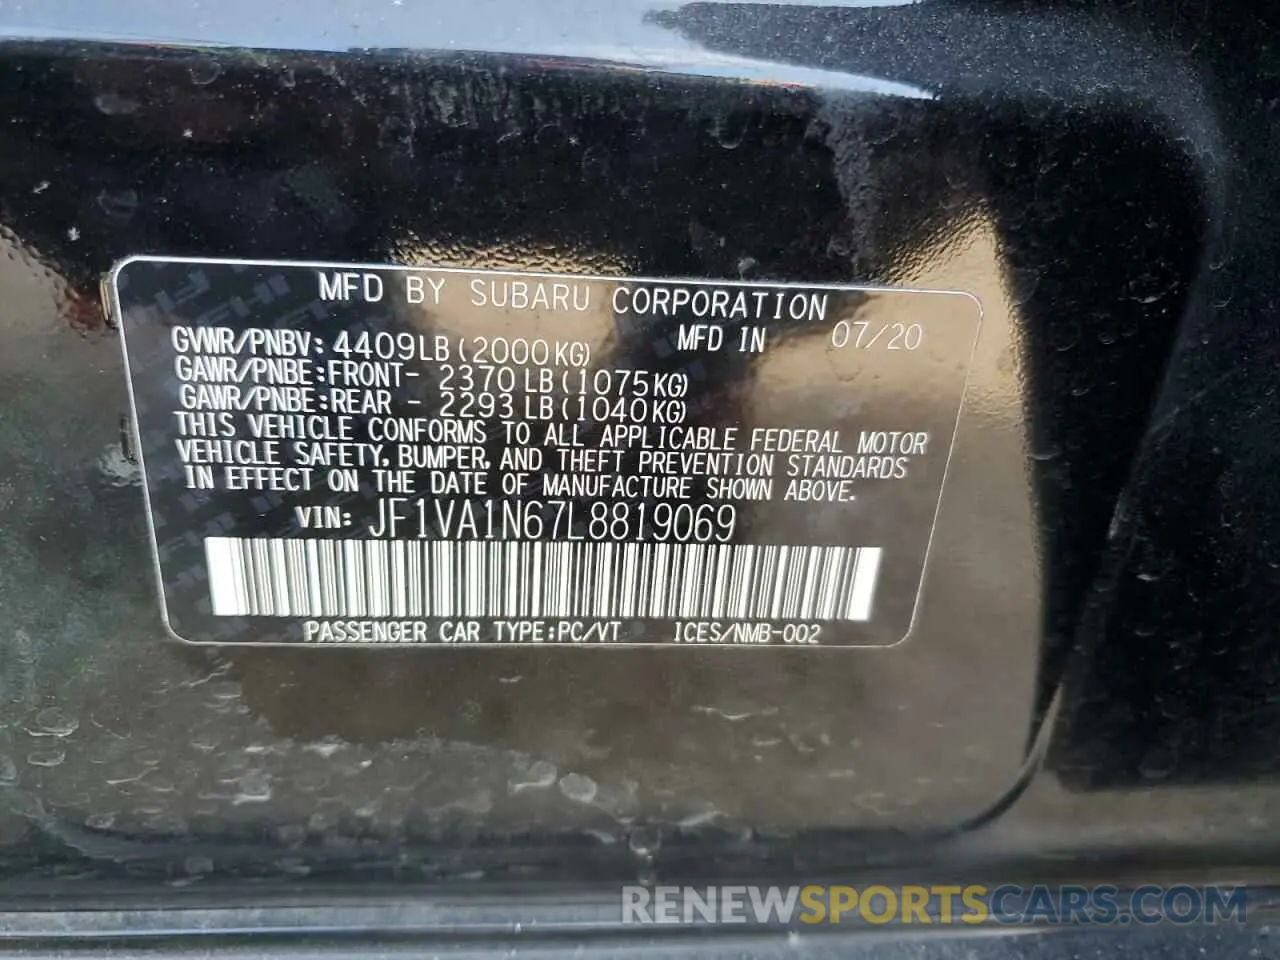 MFD BY SUBARU CORPORATION
MFD IN 07/20
GVWR/PNBV: 4409LB (2000KG)
GAWR/PNBE:FRONT- 2370 LB (1075KG)
GAWR/PNBE:REAR - 2293 LB (1040KG)
THIS VEHICLE CONFORMS TO ALL APPLICABLE FEDERAL MOTOR
VEHICLE SAFETY, BUMPER, AND THEFT PREVENTION STANDARDS
IN EFFECT ON THE DATE OF MANUFACTURE SHOWN ABOVE.
VIN: JF1VA1N67L8819069
PASSENGER CAR TYPE:PC/VT ICES/NMB-002
RENEWSPORTSCARS.COM